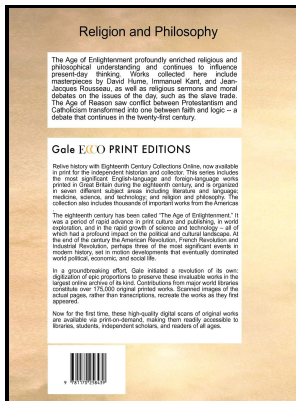 Religion and Philosophy
The Age of Enlightenment profoundly enriched religious and
philosophical understanding and continues to influence
present-day thinking. Works collected here include
masterpieces by David Hume, Immanuel Kant, and Jean-
Jacques Rousseau, as well as religious sermons and moral
debates on the issues of the day, such as the slave trade.
The Age of Reason saw conflict between Protestantism and
Catholicism transformed into one between faith and logic -- a
debate that continues in the twenty-first century.
Gale ECCO PRINT EDITIONS
Relive history with Eighteenth Century Collections Online, now available
in print for the independent historian and collector. This series includes
the most significant English-language and foreign-language works
printed in Great Britain during the eighteenth century, and is organized
in seven different subject areas including literature and language;
medicine, science, and technology; and religion and philosophy. The
collection also includes thousands of important works from the Americas
The eighteenth century has been called "The Age of Enlightenment." It
was a period of rapid advance in print culture and publishing, in world
exploration, and in the rapid growth of science and technology – all of
which had a profound impact on the political and cultural landscape. At
the end of the century the American Revolution, French Revolution and
Industrial Revolution, perhaps three of the most significant events in
modern history, set in motion developments that eventually dominated
world political, economic, and social life.
In a groundbreaking effort, Gale initiated a revolution of its own:
digitization of epic proportions to preserve these invaluable works in the
largest online archive of its kind. Contributions from major world libraries
constitute over 175,000 original printed works. Scanned images of the
actual pages, rather than transcriptions, recreate the works as they first
appeared.
Now for the first time, these high-quality digital scans of original works
are available via print-on-demand, making them readily accessible to
libraries, students, independent scholars, and readers of all ages.
9 781170 258439